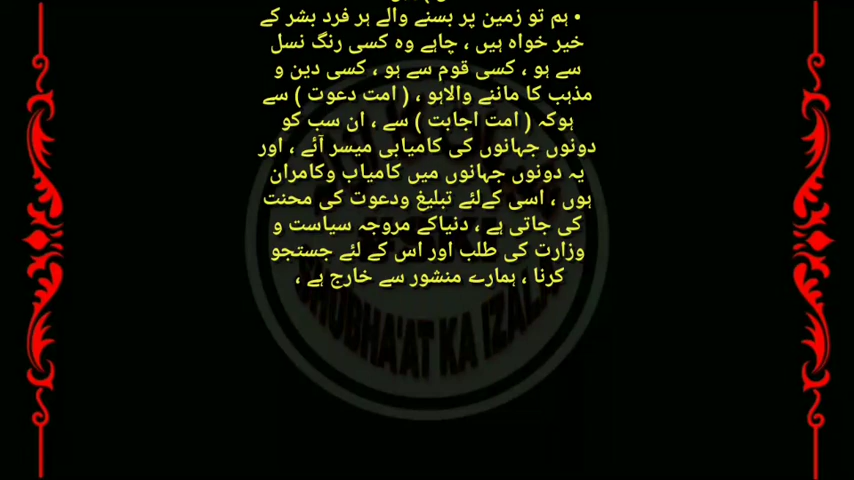 • ہم تو زمین پر بسنے والے ہر فرد بشر کے
خیر خواہ ہیں ، چاہے وہ کسی رنگ نسل
سے ہو ، کسی قوم سے ہو ، کسی دین و
مذہب کا ماننے والاہو ، ( امت دعوت ) سے
ہوکہ ( امت اجابت ) سے ، ان سب کو
دونوں جہانوں کی کامیابی میسر آئے ، اور
یہ دونوں جہانوں میں کامیاب وکامران
ہوں ، اسی کےلئے تبلیغ ودعوت کی محنت
کی جاتی ہے ، دنیاکے مروجہ سیاست و
وزارت کی طلب اور اس کے لئے جستجو
کرنا ، ہمارے منشور سے خارج ہے ،
SHUBHA'AT KA IZALA